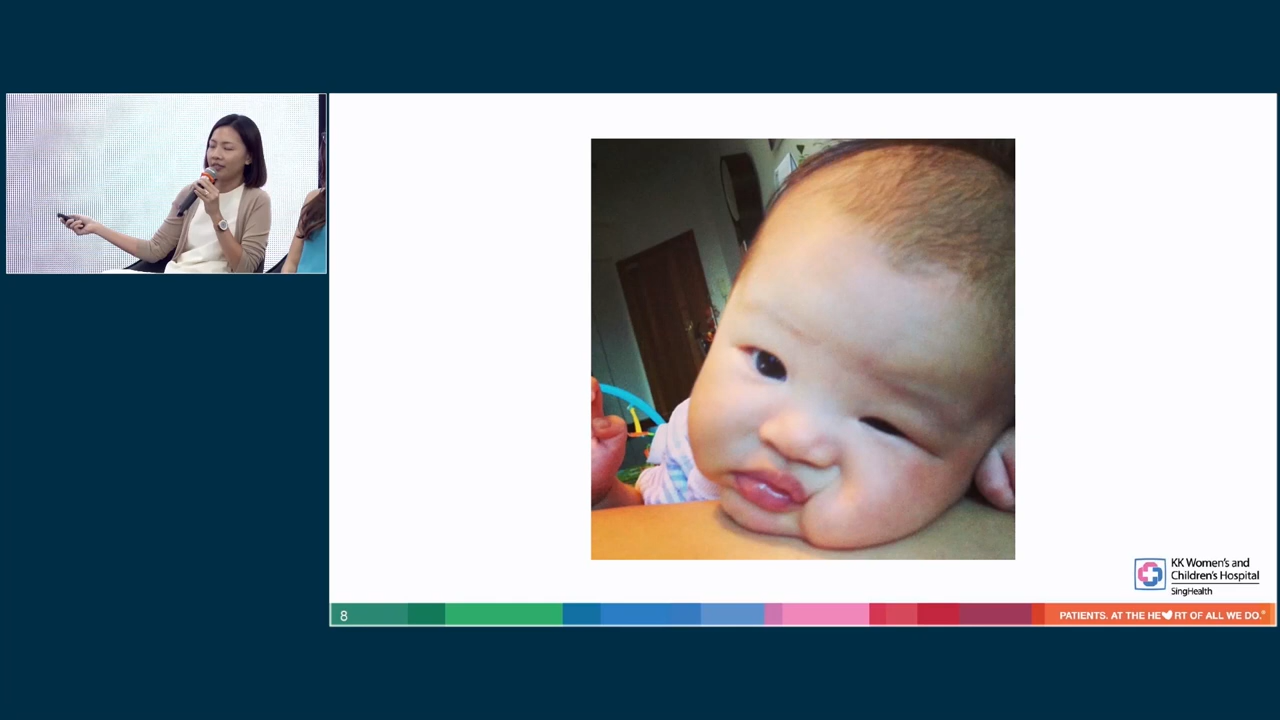 KK Women's and
Children's Hospital
SingHealth
8
PATIENTS. AT THE HE RT OF ALL WE DO.®